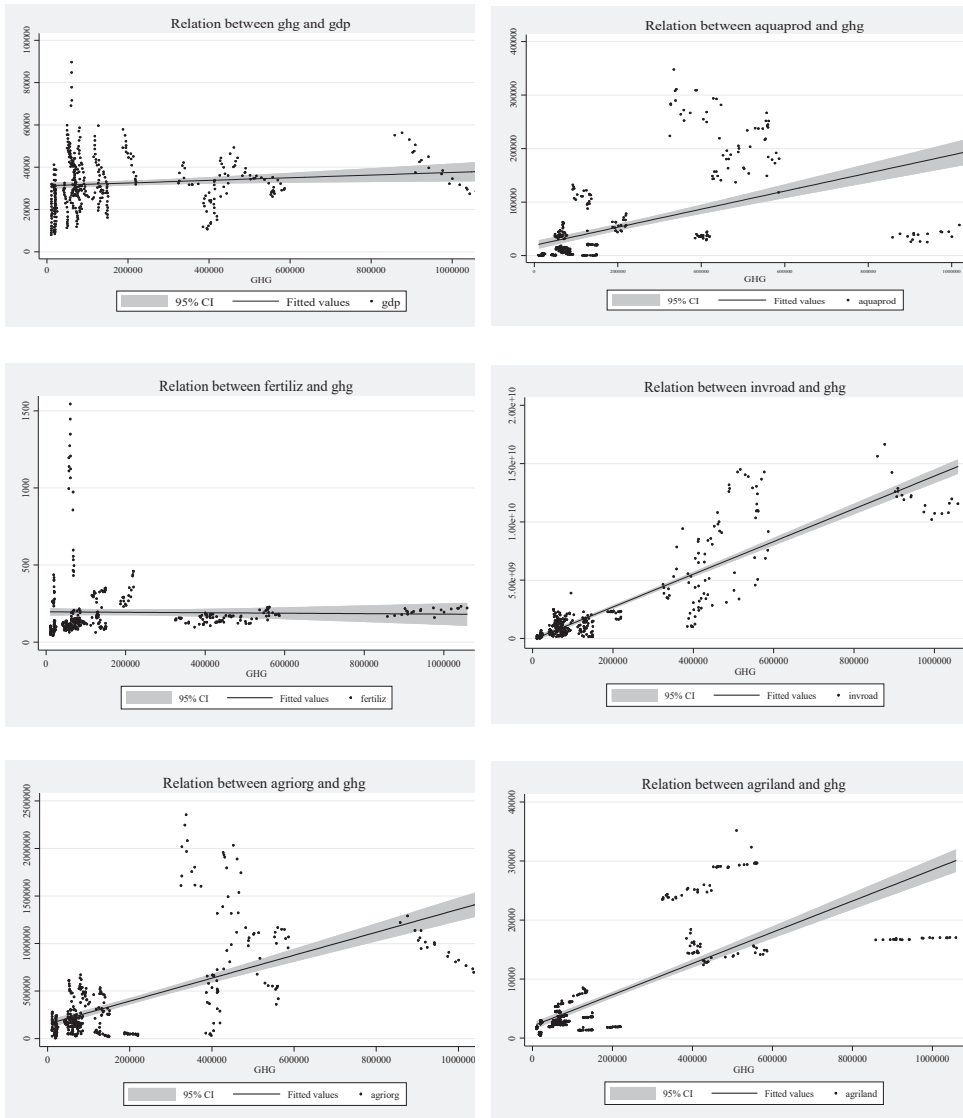 Relation between ghg and gdp
100000
80000
60000
40000
20000
0
0 200000 400000 600000 800000 1000000
GHG
95% CI Fitted values gdp
Relation between aquaprod and ghg
400000
300000
200000
100000
0
0 200000 400000 600000 800000 1000000
GHG
95% CI Fitted values aquaprod
Relation between fertiliz and ghg
1500
1000
500
0
0 200000 400000 600000 800000 1000000
GHG
95% CI Fitted values fertiliz
Relation between invroad and ghg
2.00e+10
1.50e+10
1.00e+10
5.00e+09
0
0 200000 400000 600000 800000 1000000
GHG
95% CI Fitted values invroad
Relation between agriorg and ghg
2500000
2000000
1500000
1000000
500000
0
0 200000 400000 600000 800000 1000000
GHG
95% CI Fitted values agriorg
Relation between agriland and ghg
40000
30000
20000
10000
0
0 200000 400000 600000 800000 1000000
GHG
95% CI Fitted values agriland